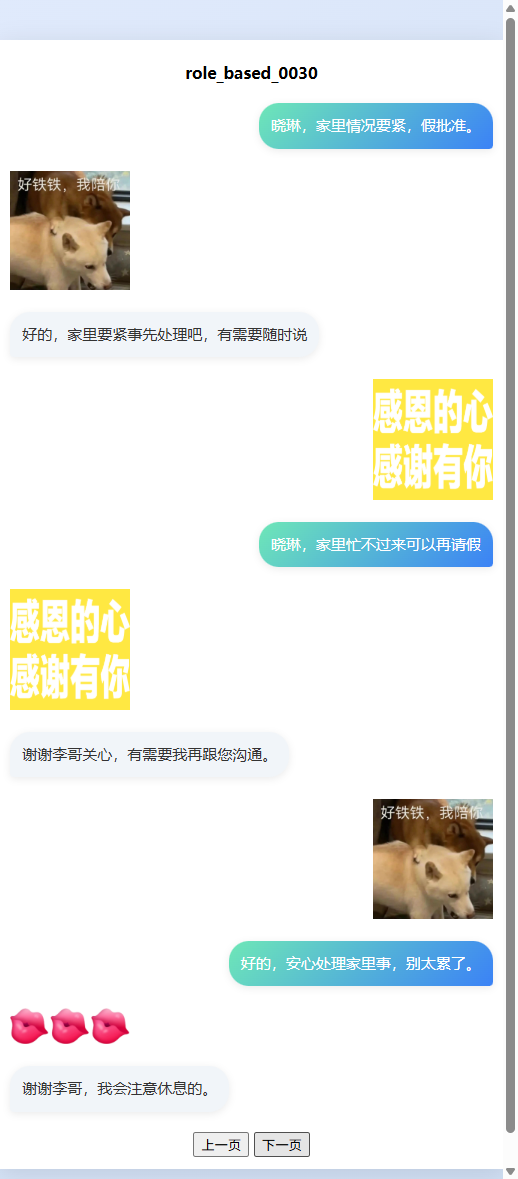 role_based_0030
晓琳，家里情况要紧，假批准。
好铁铁，我陪你
好的，家里要紧事先处理吧，有需要随时说
感恩的心
感谢有你
晓琳，家里忙不过来可以再请假
感恩的心
感谢有你
谢谢李哥关心，有需要我再跟您沟通。
好铁铁，我陪你
好的，安心处理家里事，别太累了。
谢谢李哥，我会注意休息的。
上一页 下一页